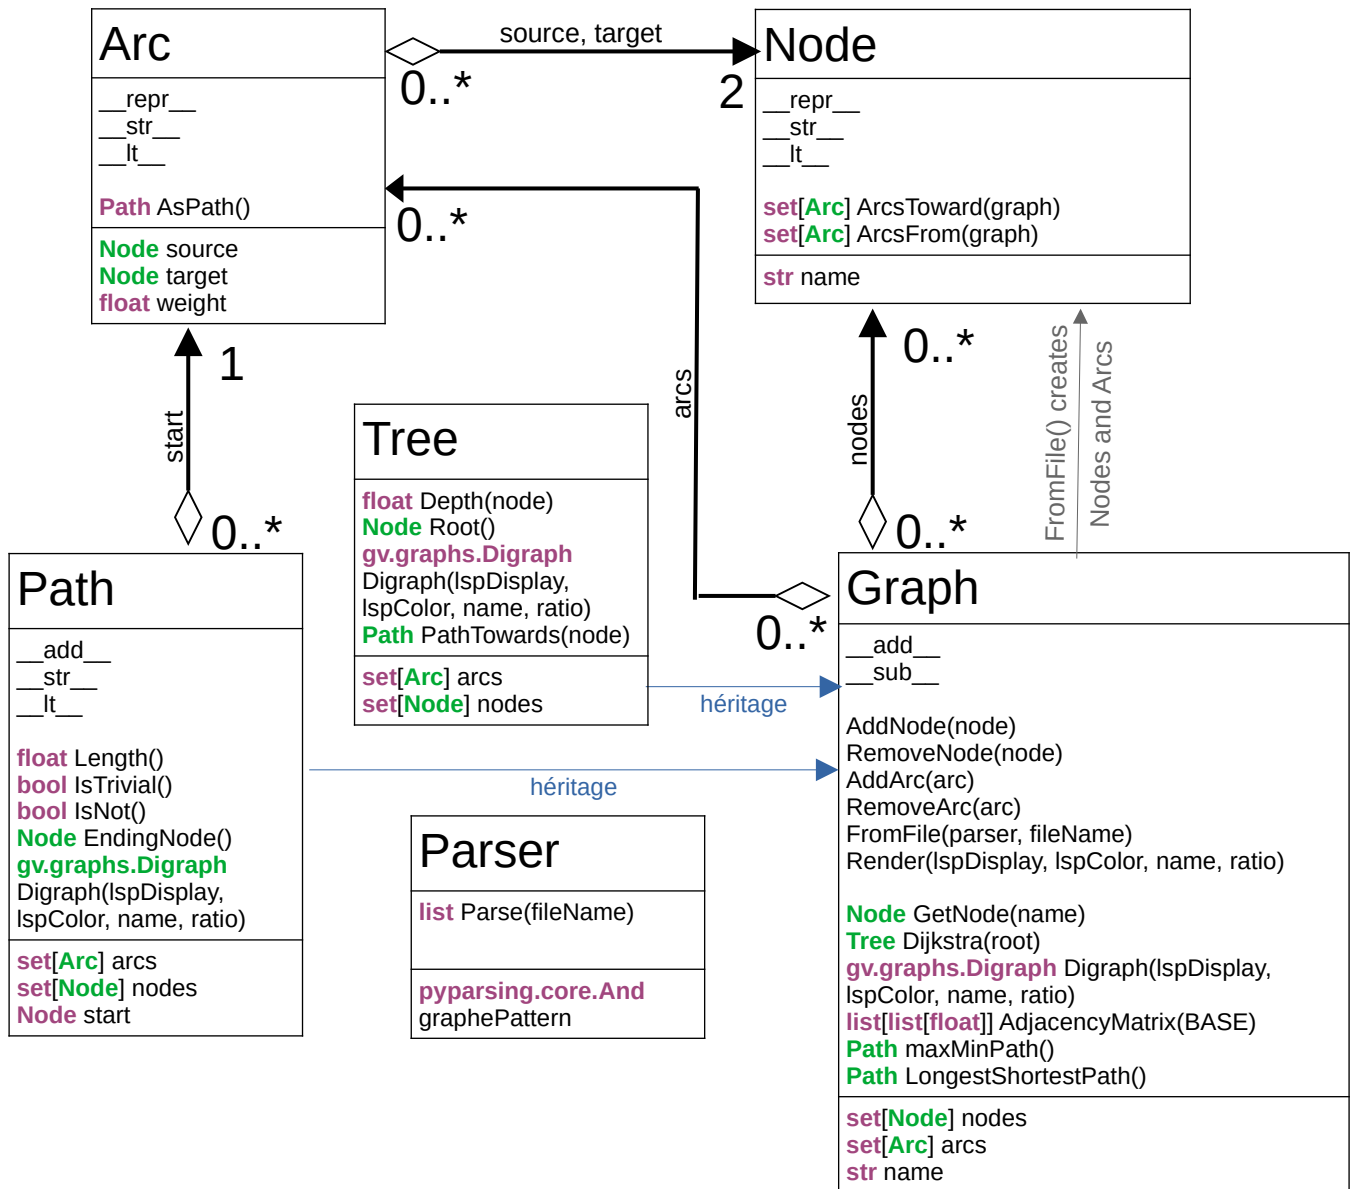 Arc
__repr__
__str__
__lt__
Path AsPath()
Node source
Node target
float weight
source, target
0..*
2
Node
__repr__
__str__
__lt__
set[Arc] ArcsToward(graph)
set[Arc] ArcsFrom(graph)
str name
0..*
arcs
1
start
0..*
0..*
nodes
0..*
FromFile() creates
Nodes and Arcs
Tree
float Depth(node)
Node Root()
gv.graphs.Digraph
Digraph(lspDisplay,
lspColor, name, ratio)
Path PathTowards(node)
set[Arc] arcs
set[Node] nodes
héritage
0..*
Path
__add__
__str__
__lt__
float Length()
bool IsTrivial()
bool IsNot()
Node EndingNode()
gv.graphs.Digraph
Digraph(lspDisplay,
lspColor, name, ratio)
set[Arc] arcs
set[Node] nodes
Node start
héritage
Parser
list Parse(fileName)
pyparsing.core.And
graphePattern
Graph
__add__
__sub__
AddNode(node)
RemoveNode(node)
AddArc(arc)
RemoveArc(arc)
FromFile(parser, fileName)
Render(lspDisplay, lspColor, name, ratio)
Node GetNode(name)
Tree Dijkstra(root)
gv.graphs.Digraph Digraph(lspDisplay,
lspColor, name, ratio)
list[list[float]] AdjacencyMatrix(BASE)
Path maxMinPath()
Path LongestShortestPath()
set[Node] nodes
set[Arc] arcs
str name